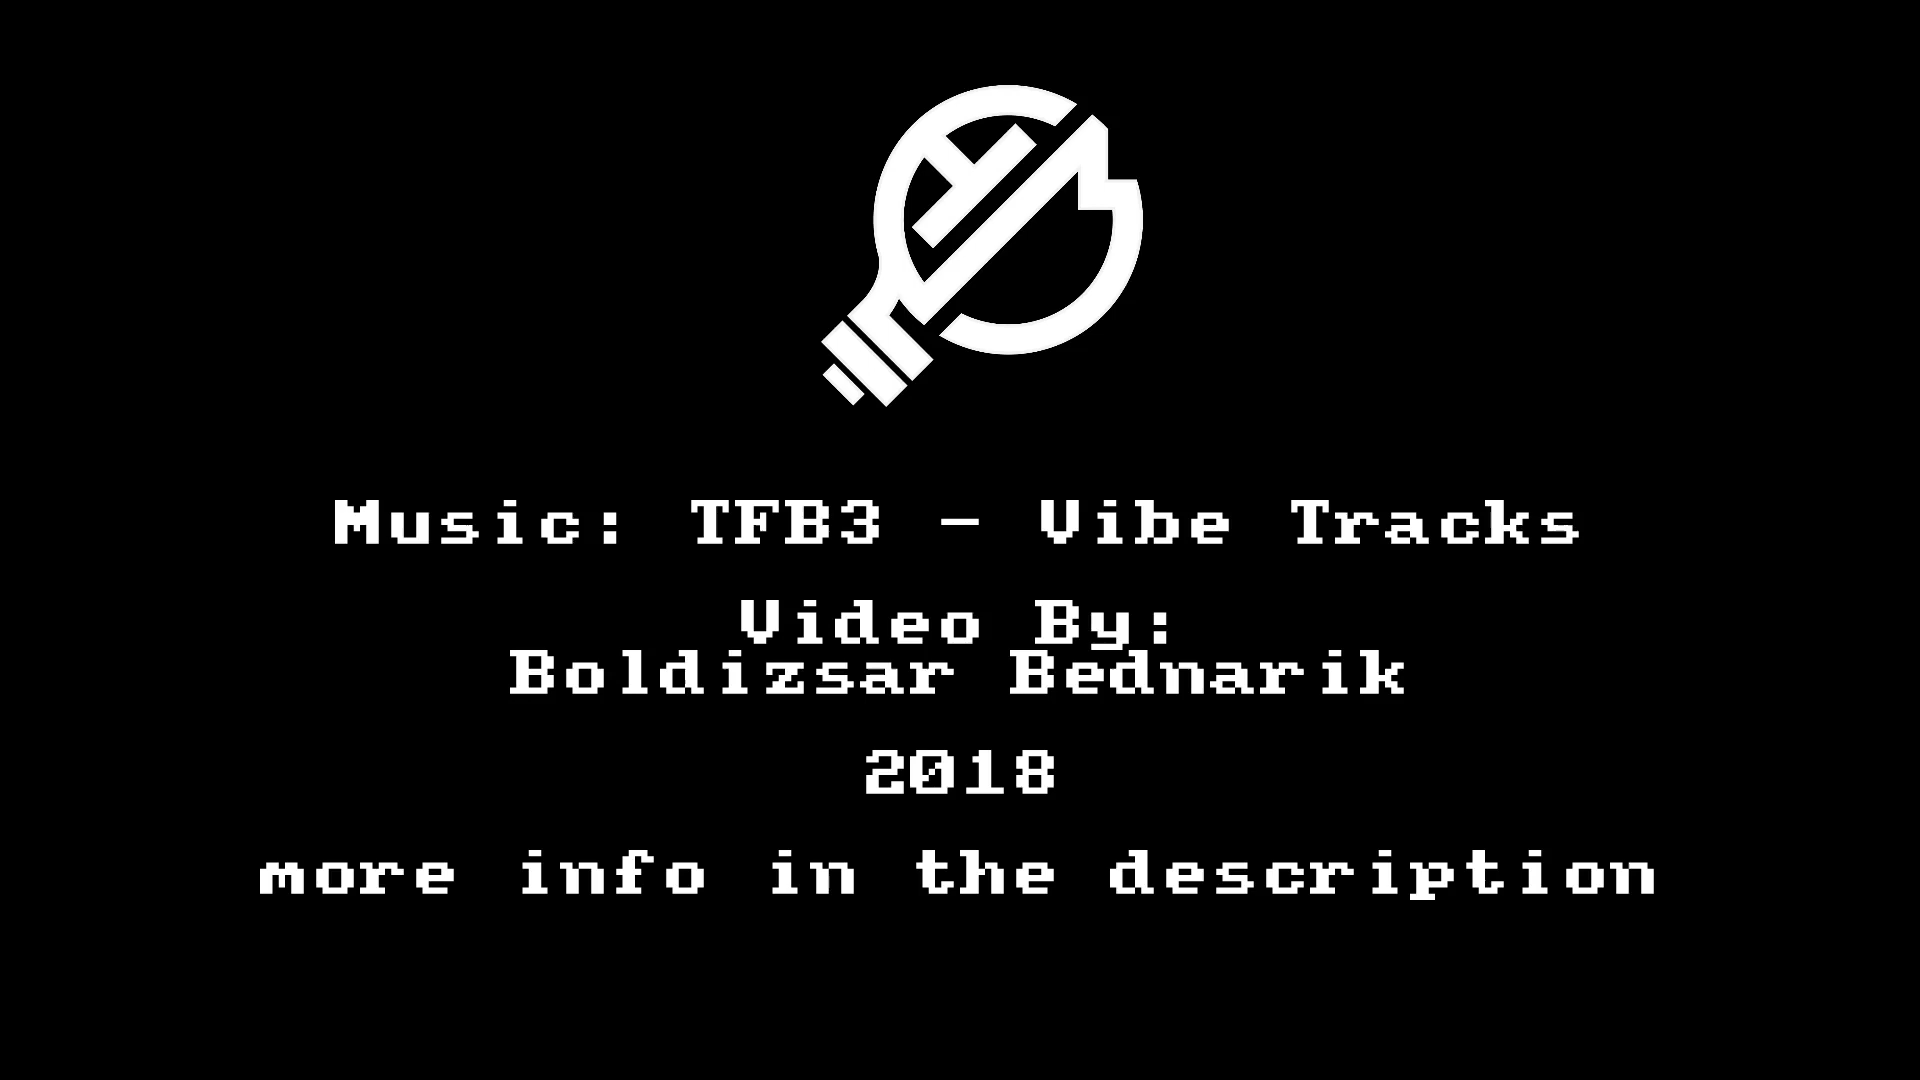 Music: TFB3 - Vibe Tracks
Video By:
Boldizsar Bednarik
2018
more info in the description